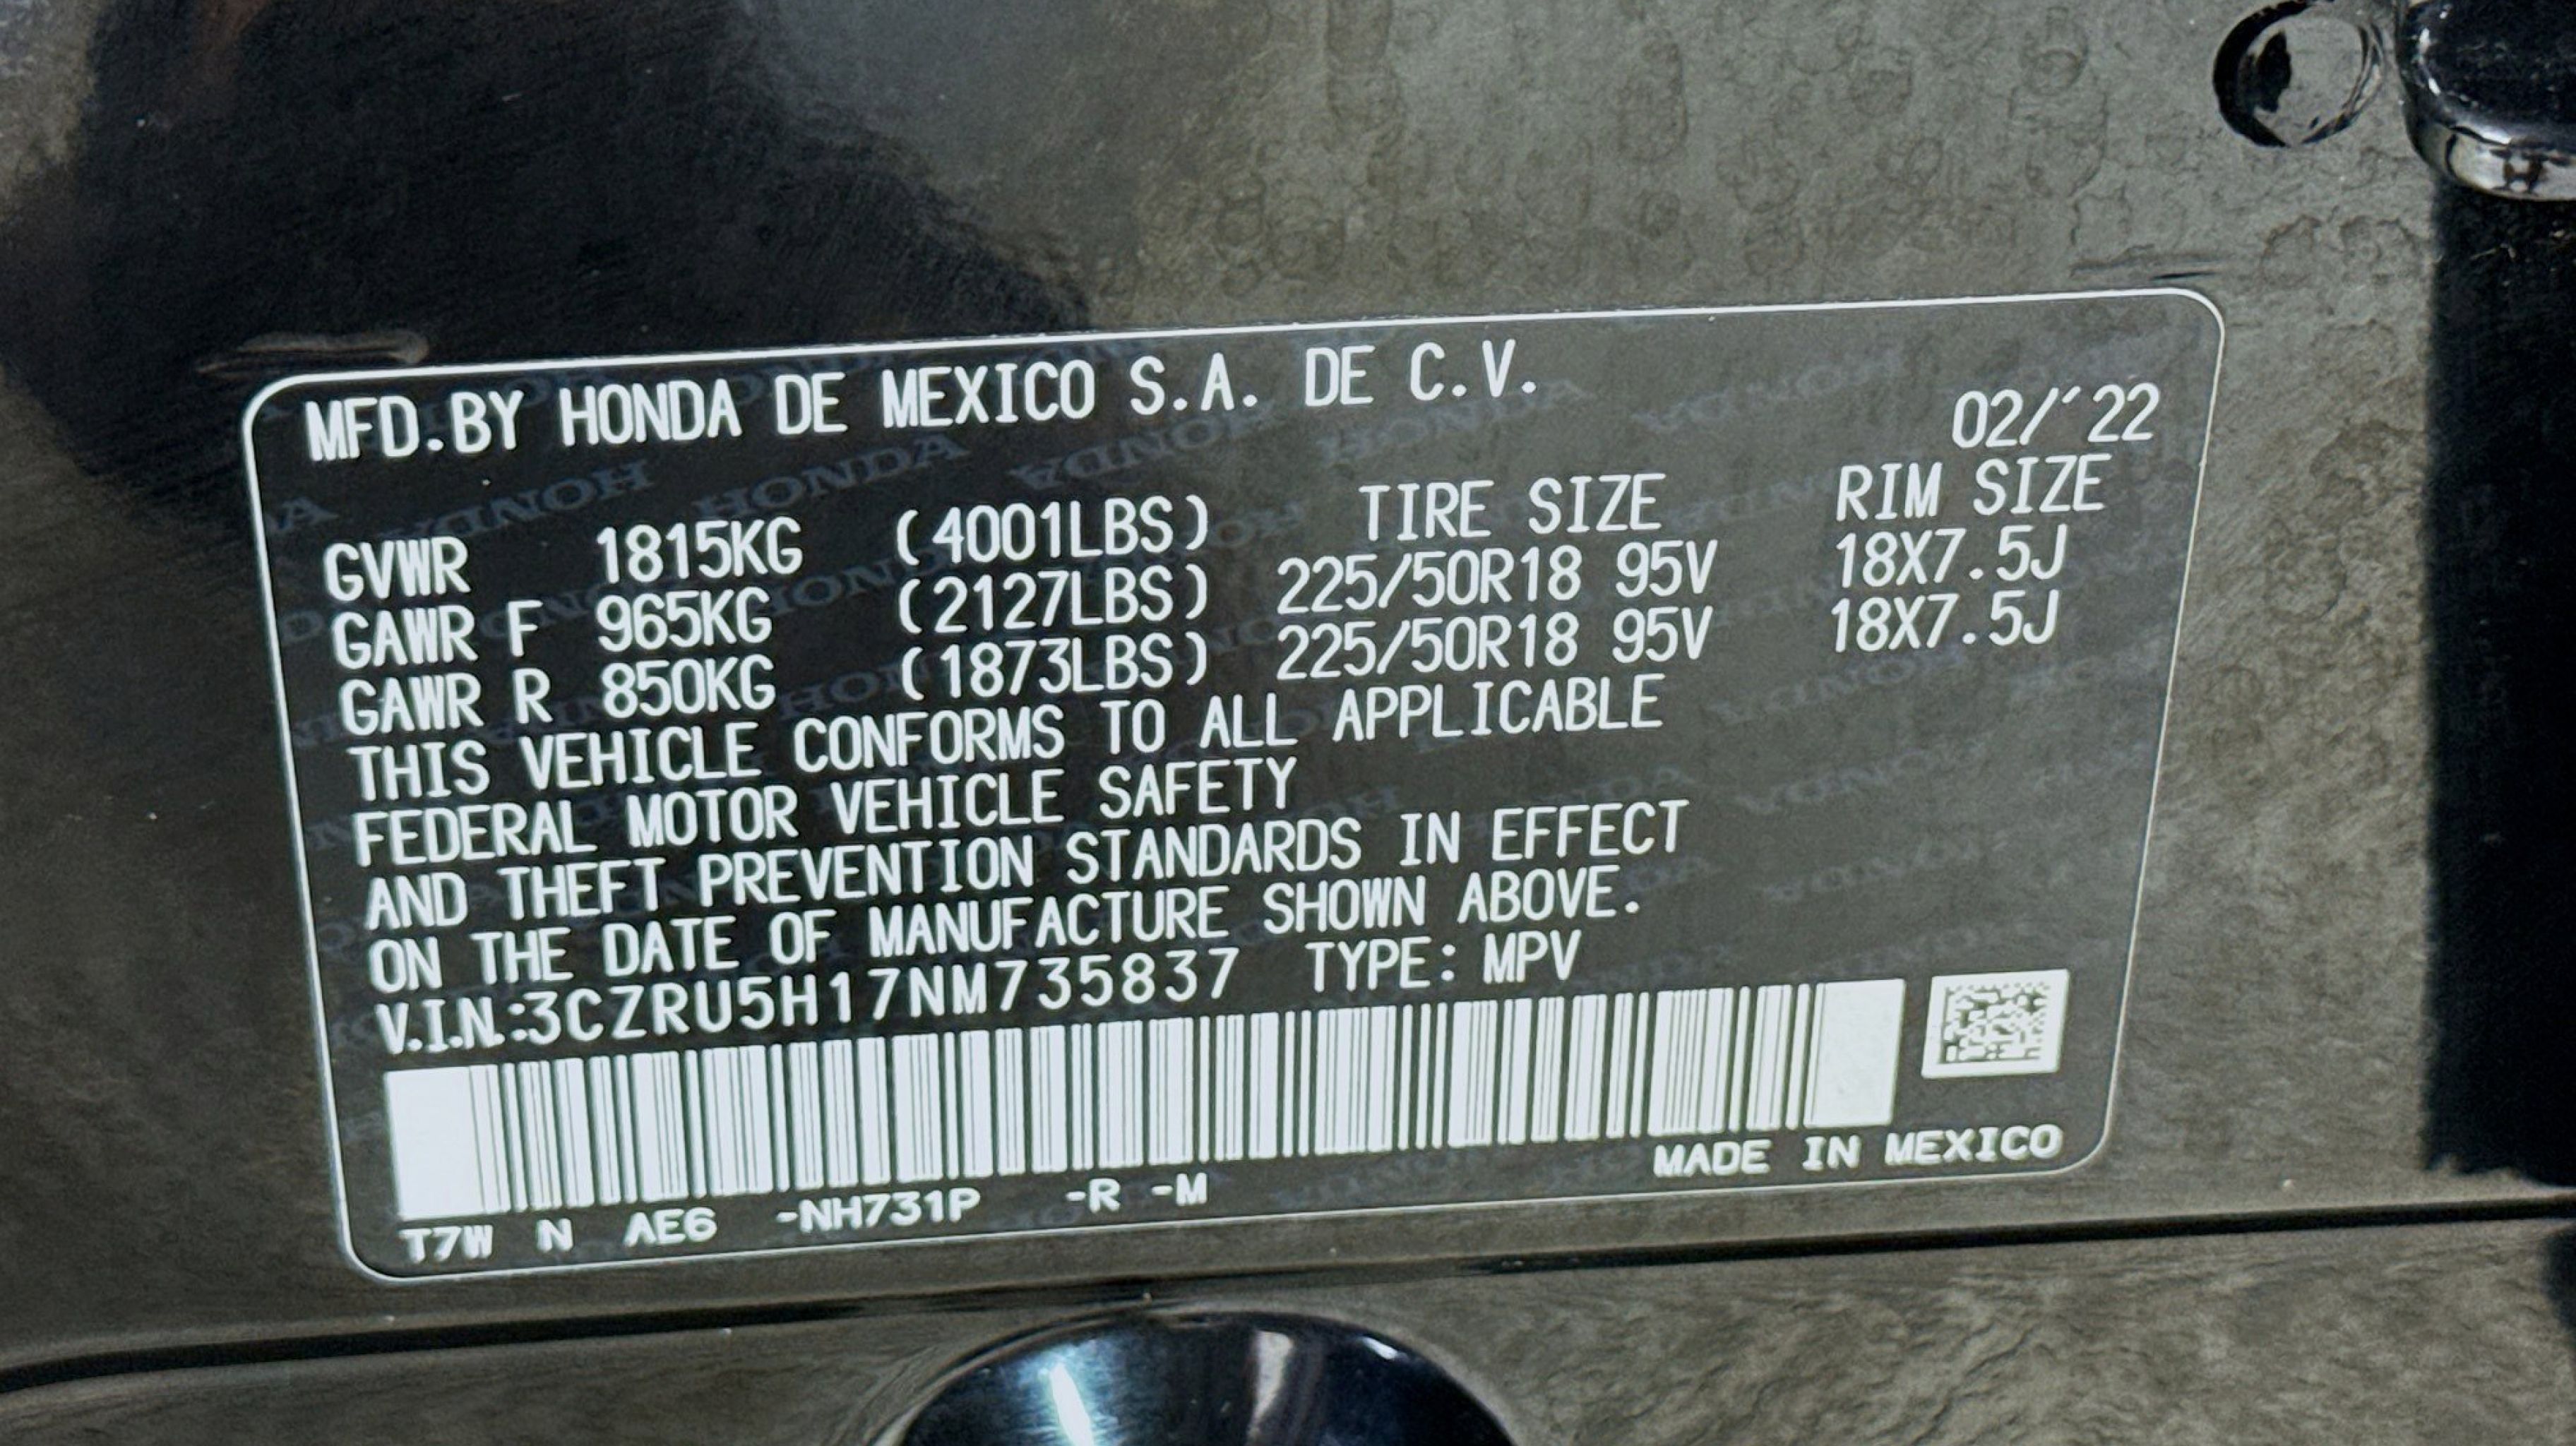 MFD.BY HONDA DE MEXICO S.A. DE C.V.
02/´22
GVWR 1815KG (4001LBS) TIRE SIZE RIM SIZE
GAWR F 965KG (2127LBS) 225/50R18 95V 18X7.5J
GAWR R 850KG (1873LBS) 225/50R18 95V 18X7.5J
THIS VEHICLE CONFORMS TO ALL APPLICABLE
FEDERAL MOTOR VEHICLE SAFETY
AND THEFT PREVENTION STANDARDS IN EFFECT
ON THE DATE OF MANUFACTURE SHOWN ABOVE.
V.I.N.:3CZRU5H17NM735837 TYPE: MPV
MADE IN MEXICO
T7W N AE6 -NH731P -R -M